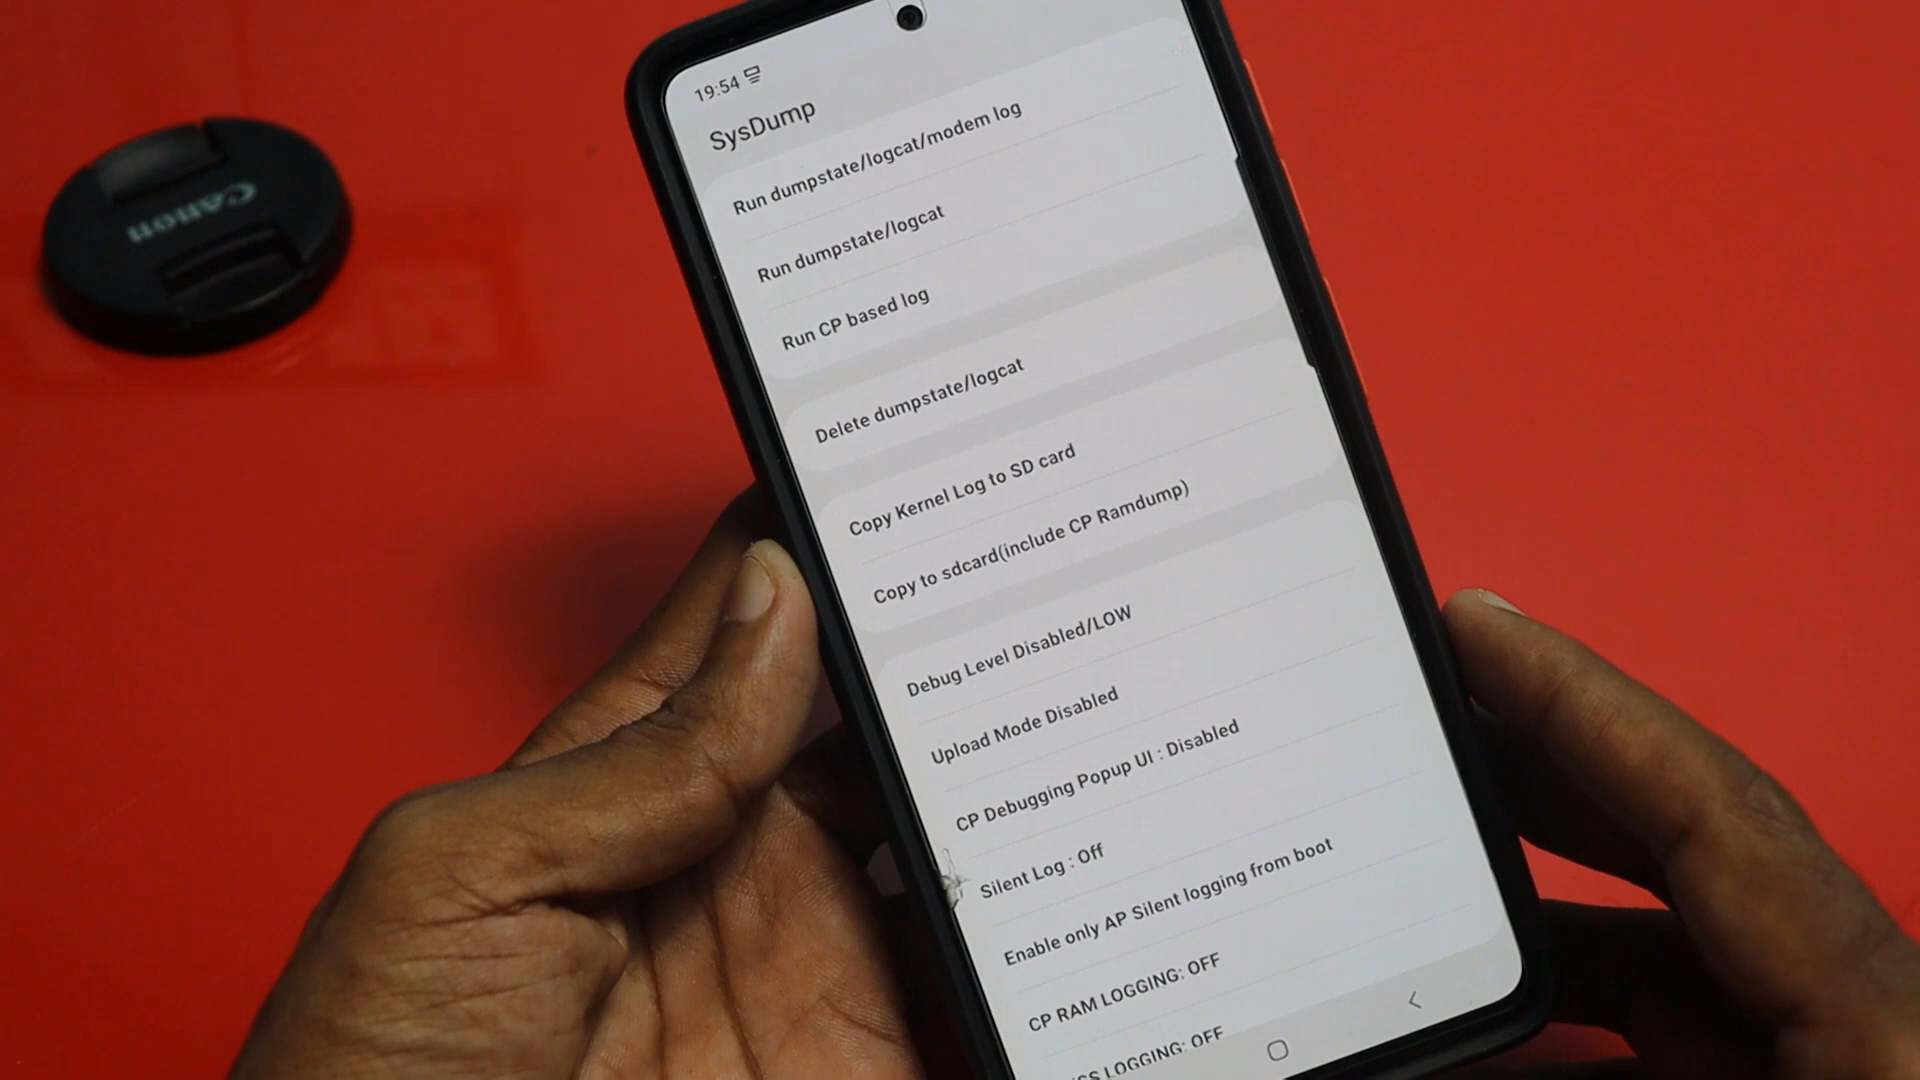 Canon
19:54
SysDump
Run dumpstate/logcat/modem log
Run dumpstate/logcat
Run CP based log
Delete dumpstate/logcat
Copy Kernel Log to SD card
Copy to sdcard(include CP Ramdump)
Debug Level Disabled/LOW
Upload Mode Disabled
CP Debugging Popup UI : Disabled
Silent Log : Off
Enable only AP Silent logging from boot
CP RAM LOGGING: OFF
LOGGING: OFF